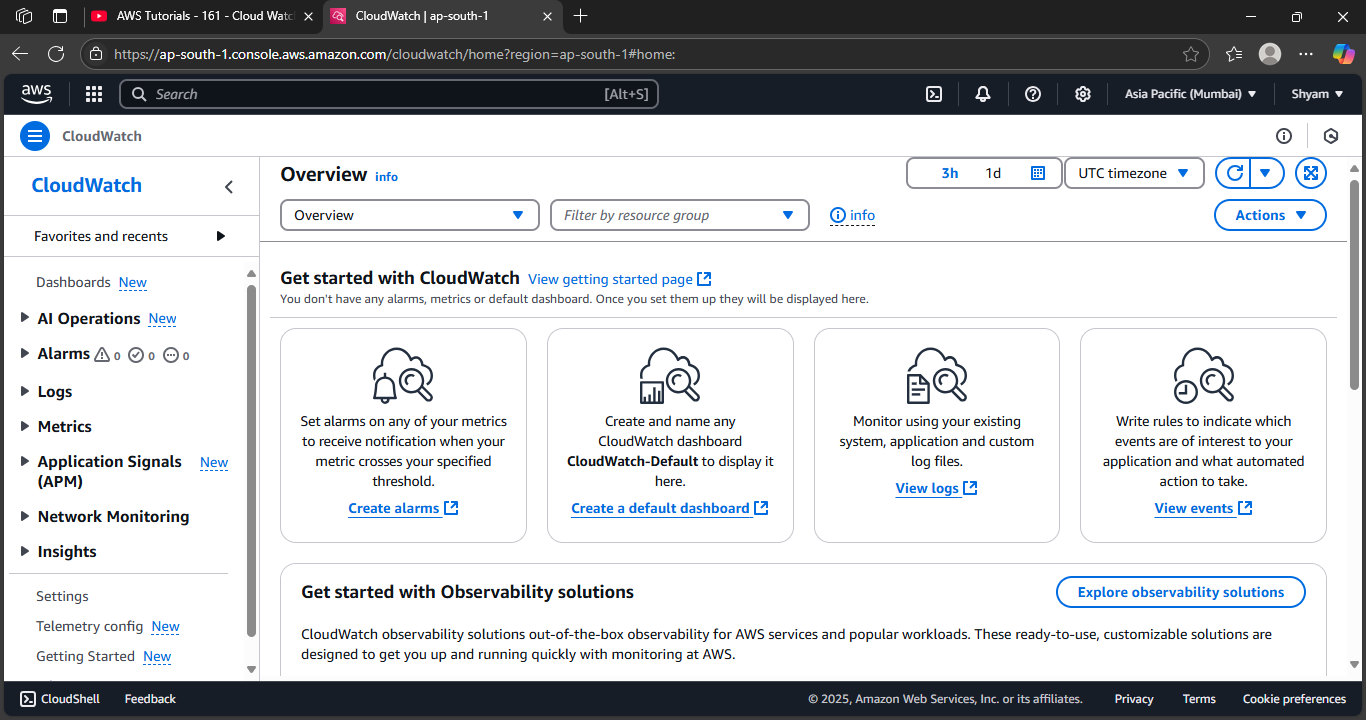 AWS Tutorials - 161 - Cloud Watch
CloudWatch | ap-south-1
https://ap-south-1.console.aws.amazon.com/cloudwatch/home?region=ap-south-1#home:
aws
Search
[Alt+S]
Asia Pacific (Mumbai)
Shyam
CloudWatch
CloudWatch
Favorites and recents
Dashboards New
AI Operations New
Alarms 0 0 0
Logs
Metrics
Application Signals New
(APM)
Network Monitoring
Insights
Settings
Telemetry config New
Getting Started New
Overview info
3h 1d
UTC timezone
Overview
Filter by resource group
info
Actions
Get started with CloudWatch View getting started page
You don't have any alarms, metrics or default dashboard. Once you set them up they will be displayed here.
Set alarms on any of your metrics
to receive notification when your
metric crosses your specified
threshold.
Create alarms
Create and name any
CloudWatch dashboard
CloudWatch-Default to display it
here.
Create a default dashboard
Monitor using your existing
system, application and custom
log files.
View logs
Write rules to indicate which
events are of interest to your
application and what automated
action to take.
View events
Get started with Observability solutions
Explore observability solutions
CloudWatch observability solutions out-of-the-box observability for AWS services and popular workloads. These ready-to-use, customizable solutions are
designed to get you up and running quickly with monitoring at AWS.
CloudShell
Feedback
© 2025, Amazon Web Services, Inc. or its affiliates.
Privacy
Terms
Cookie preferences